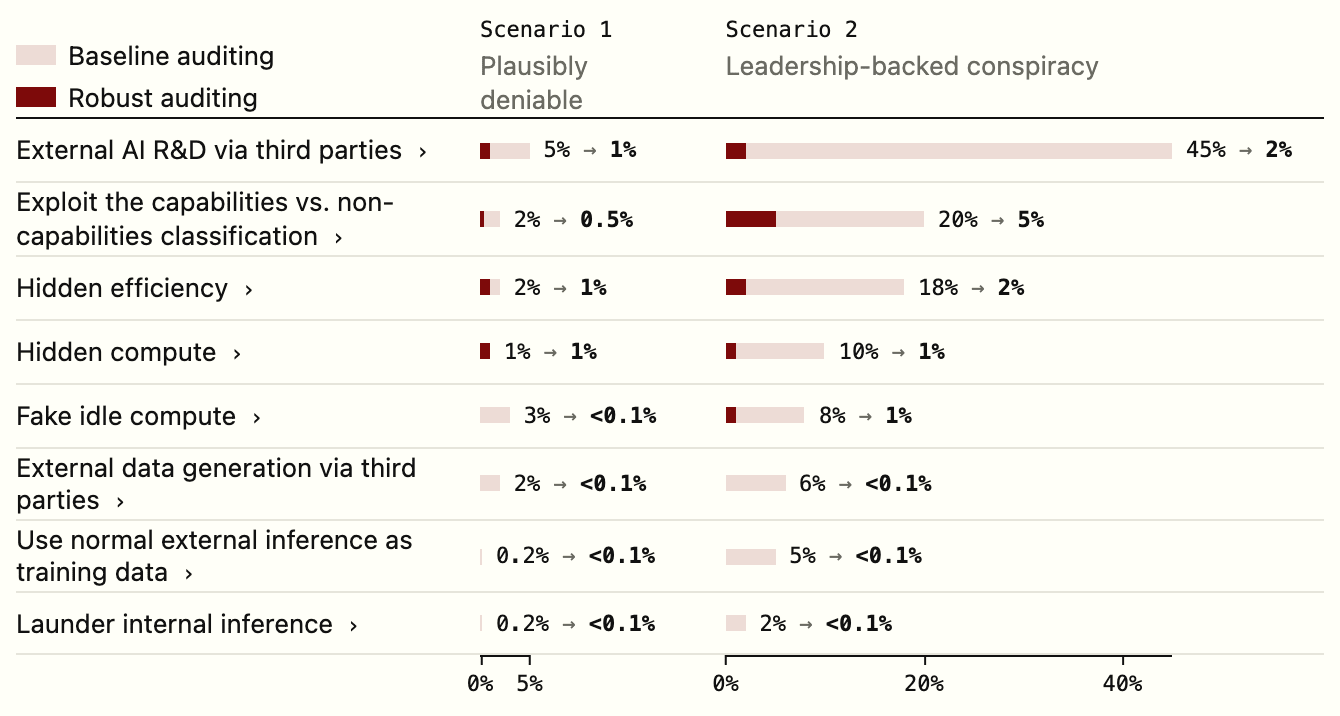 Baseline auditing
Robust auditing
Scenario 1
Plausibly
deniable
Scenario 2
Leadership-backed conspiracy
External AI R&D via third parties ›
5% → 1%
45% → 2%
Exploit the capabilities vs. non-
capabilities classification ›
2% → 0.5%
20% → 5%
Hidden efficiency ›
2% → 1%
18% → 2%
Hidden compute ›
1% → 1%
10% → 1%
Fake idle compute ›
3% → <0.1%
8% → 1%
External data generation via third
parties ›
2% → <0.1%
6% → <0.1%
Use normal external inference as
training data ›
0.2% → <0.1%
5% → <0.1%
Launder internal inference ›
0.2% → <0.1%
2% → <0.1%
0% 5%
0% 20% 40%